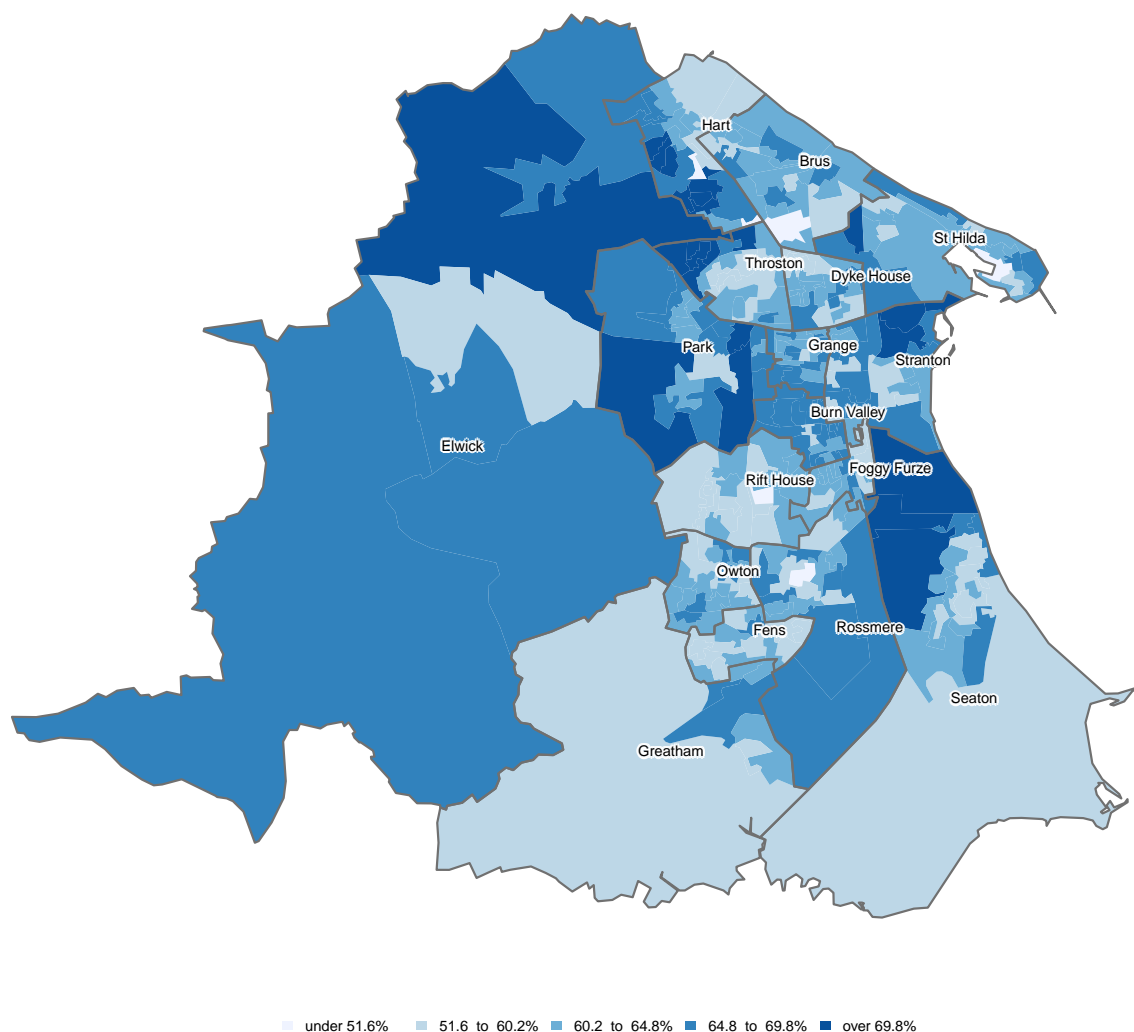 Hart
Brus
St Hilda
Throston
Dyke House
Park
Grange
Stranton
Burn Valley
Elwick
Foggy Furze
Rift House
Owton
Fens
Rossmere
Seaton
Greatham
under 51.6% 51.6 to 60.2% 60.2 to 64.8% 64.8 to 69.8% over 69.8%